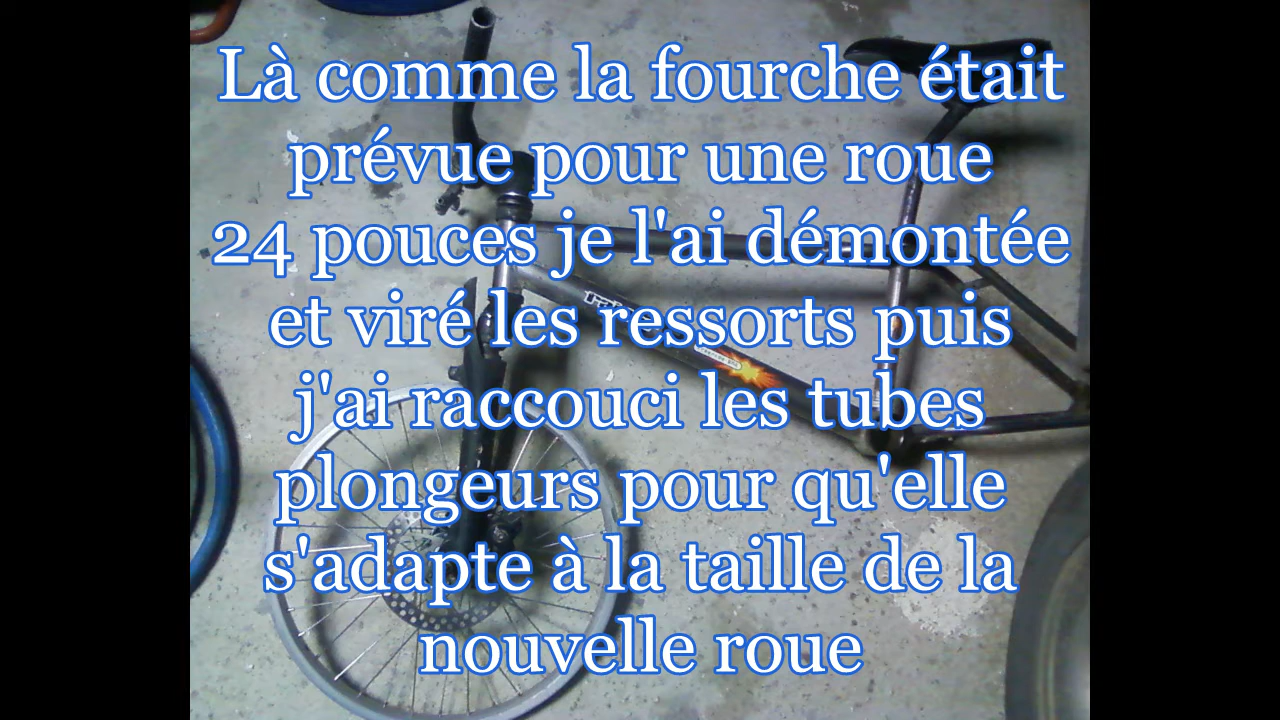 Là comme la fourche était
prévue pour une roue
24 pouces je l'ai démontée
et viré les ressorts puis
j'ai raccouci les tubes
plongeurs pour qu'elle
s'adapte à la taille de la
nouvelle roue